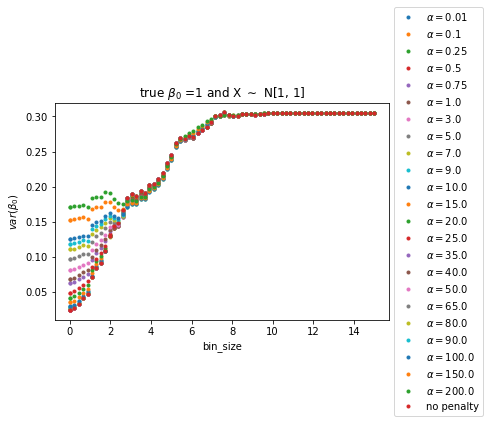 true β₀ =1 and X ∼ N[1, 1]
0.30
0.25
0.20
0.15
0.10
0.05
var(β₀)
0 2 4 6 8 10 12 14
bin_size
α = 0.01
α = 0.1
α = 0.25
α = 0.5
α = 0.75
α = 1.0
α = 3.0
α = 5.0
α = 7.0
α = 9.0
α = 10.0
α = 15.0
α = 20.0
α = 25.0
α = 35.0
α = 40.0
α = 50.0
α = 65.0
α = 80.0
α = 90.0
α = 100.0
α = 150.0
α = 200.0
no penalty